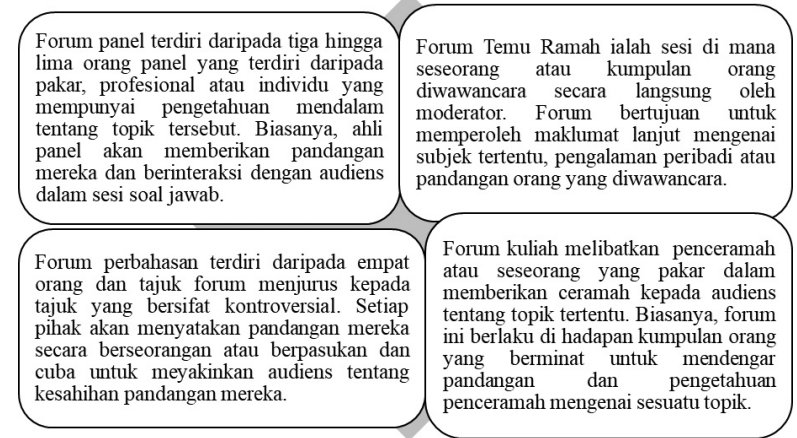 Forum panel terdiri daripada tiga hingga
lima orang panel yang terdiri daripada
pakar, profesional atau individu yang
mempunyai pengetahuan mendalam
tentang topik tersebut. Biasanya, ahli
panel akan memberikan pandangan
mereka dan berinteraksi dengan audiens
dalam sesi soal jawab.
Forum Temu Ramah ialah sesi di mana
seseorang atau kumpulan orang
diwawancara secara langsung oleh
moderator. Forum bertujuan untuk
memperoleh maklumat lanjut mengenai
subjek tertentu, pengalaman peribadi atau
pandangan orang yang diwawancara.
Forum perbahasan terdiri daripada empat
orang dan tajuk forum menjurus kepada
tajuk yang bersifat kontroversial. Setiap
pihak akan menyatakan pandangan mereka
secara berseorangan atau berpasukan dan
cuba untuk meyakinkan audiens tentang
kesahihan pandangan mereka.
Forum kuliah melibatkan penceramah
atau seseorang yang pakar dalam
memberikan ceramah kepada audiens
tentang topik tertentu. Biasanya, forum
ini berlaku di hadapan kumpulan orang
yang berminat untuk mendengar
pandangan dan pengetahuan
penceramah mengenai sesuatu topik.